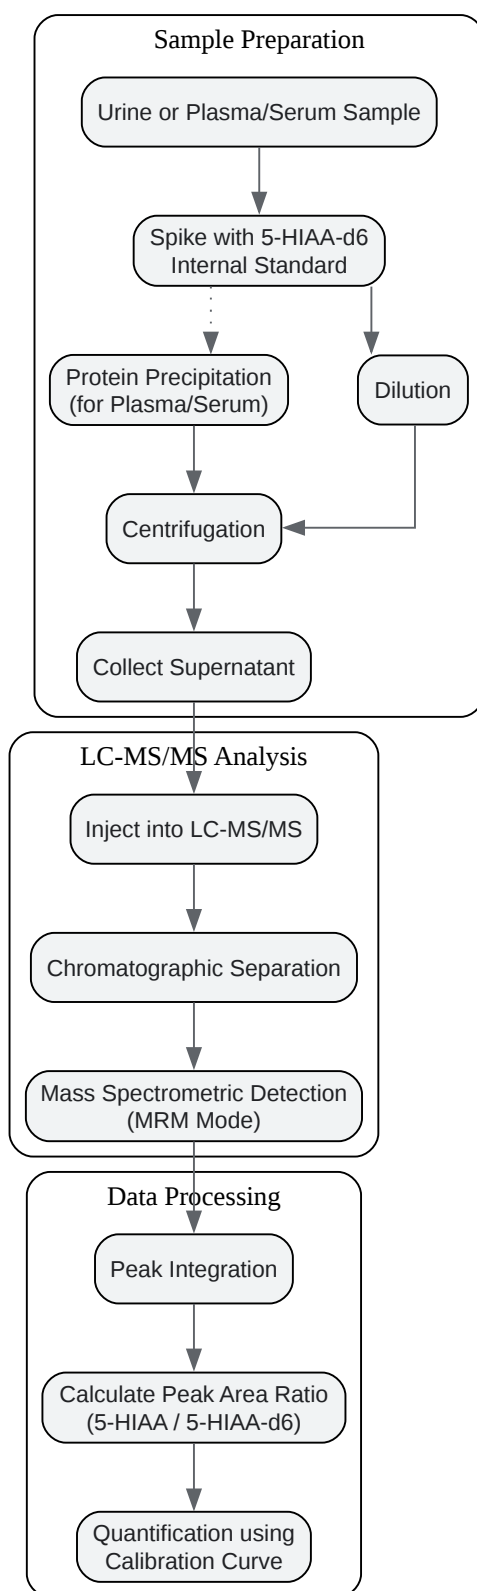 Sample Preparation
Urine or Plasma/Serum Sample
Spike with 5-HIAA-d6
Internal Standard
Protein Precipitation
(for Plasma/Serum)
Dilution
Centrifugation
Collect Supernatant
LC-MS/MS Analysis
Inject into LC-MS/MS
Chromatographic Separation
Mass Spectrometric Detection
(MRM Mode)
Data Processing
Peak Integration
Calculate Peak Area Ratio
(5-HIAA / 5-HIAA-d6)
Quantification using
Calibration Curve